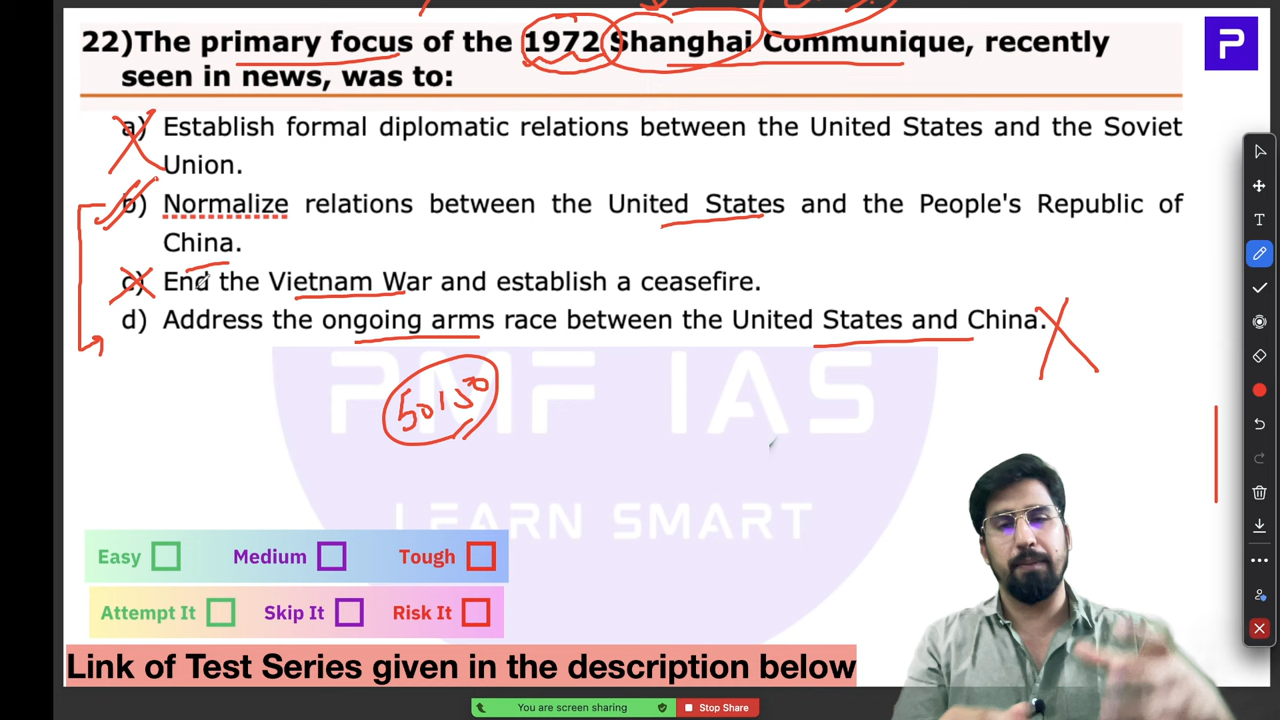 22)The primary focus of the 1972 Shanghai Communique, recently
seen in news, was to:
P
a) Establish formal diplomatic relations between the United States and the Soviet
Union.
b) Normalize relations between the United States and the People's Republic of
China.
c) End the Vietnam War and establish a ceasefire.
d) Address the ongoing arms race between the United States and China.
50150
PMF IAS
LEARN SMART
Easy Medium Tough
Attempt It Skip It Risk It
Link of Test Series given in the description below
You are screen sharing Stop Share
T